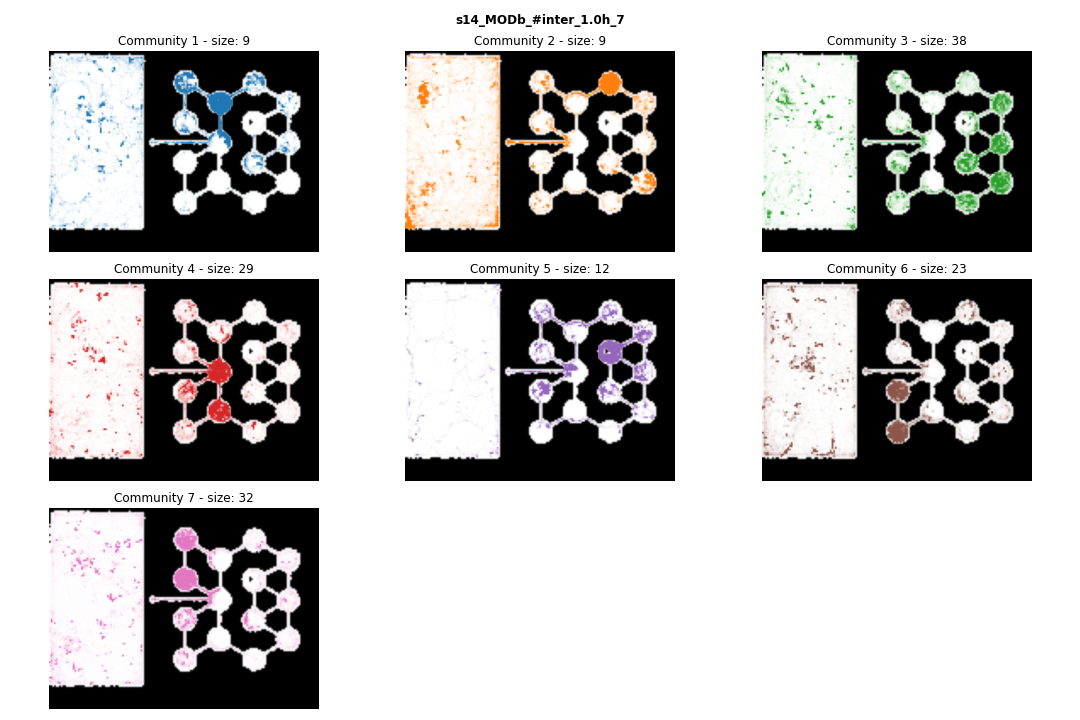 s14_MODb_#inter_1.0h_7
Community 1 - size: 9
Community 2 - size: 9
Community 3 - size: 38
Community 4 - size: 29
Community 5 - size: 12
Community 6 - size: 23
Community 7 - size: 32